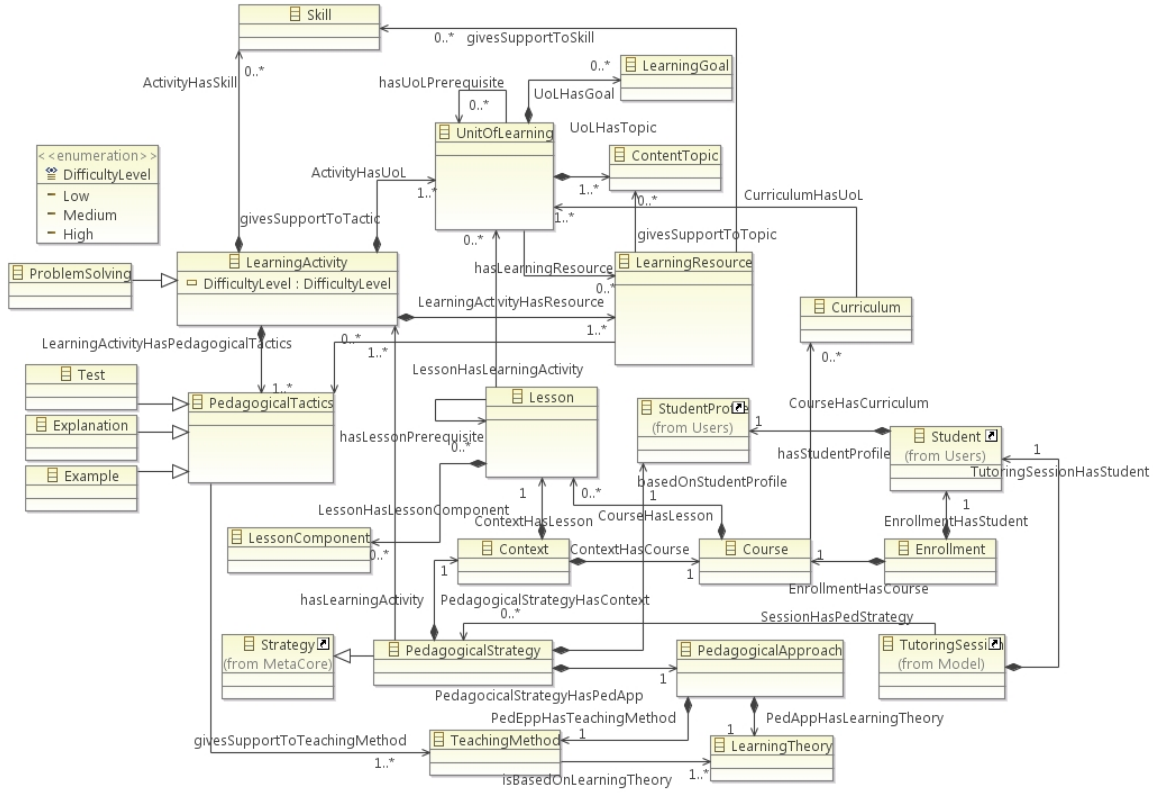 Skill
0..*
givesSupportToSkill
0..*
LearningGoal
hasUoLPrerequisite
0..*
ActivityHasSkill
0..*
UoLHasGoal
UnitOfLearning
UoLHasTopic
<<enumeration>>
DifficultyLevel
Low
Medium
High
ContentTopic
ActivityHasUoL
1..*
1..*
0..*
CurriculumHasUoL
givesSupportToTactic
1..*
0..*
givesSupportToTopic
LearningActivity
DifficultyLevel : DifficultyLevel
ProblemSolving
hasLearningResource
LearningResource
0..*
LearningActivityHasResource
1..*
Curriculum
LearningActivityHasPedagogicalTactics
0..*
1..*
0..*
Test
LessonHasLearningActivity
1..*
PedagogicalTactics
Lesson
StudentProfile
(from Users)
CourseHasCurriculum
1
Explanation
hasLessonPrerequisite
0..*
Student
(from Users)
1
hasStudentProfile
TutoringSessionHasStudent
Example
basedOnStudentProfile
1
0..*
1
1
LessonHasLessonComponent
ContextHasLesson
CourseHasLesson
EnrollmentHasStudent
LessonComponent
0..*
Context
ContextHasCourse
Course
1
Enrollment
1
1
EnrollmentHasCourse
hasLearningActivity
PedagogicalStrategyHasContext
0..*
SessionHasPedStrategy
Strategy
(from MetaCore)
PedagogicalStrategy
PedagogicalApproach
TutoringSession
(from Model)
1
PedagocicalStrategyHasPedApp
PedEppHasTeachingMethod
PedAppHasLearningTheory
1
1
givesSupportToTeachingMethod
TeachingMethod
LearningTheory
1..*
1..*
isBasedOnLearningTheory